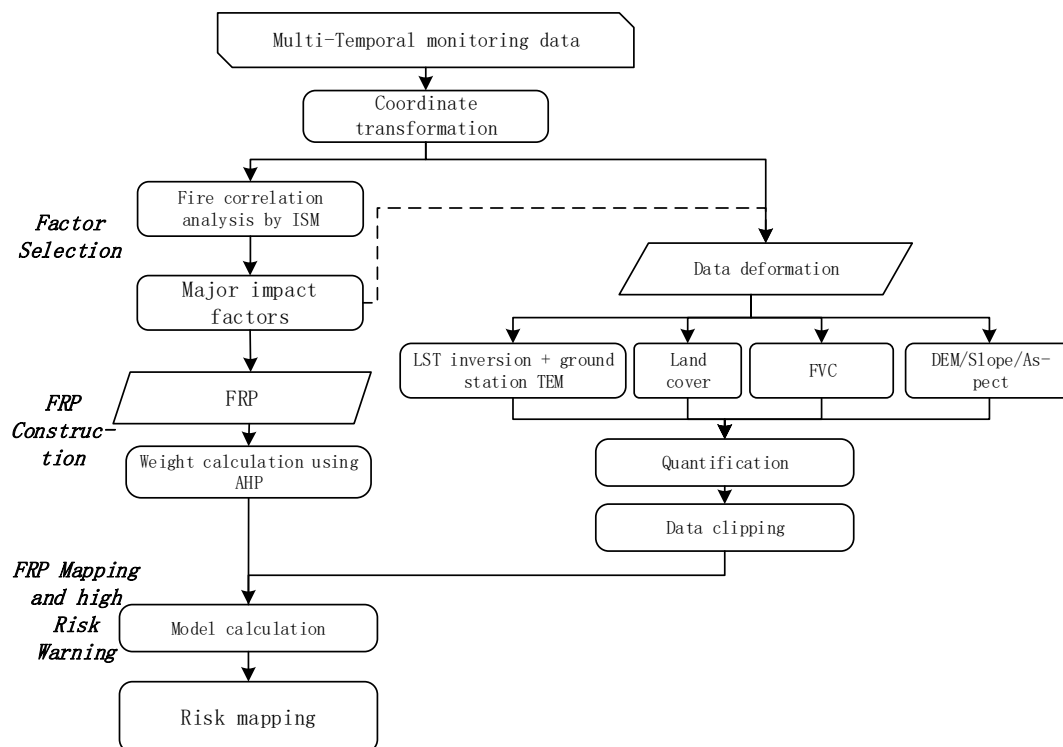 Multi-Temporal monitoring data
Coordinate
transformation
Fire correlation
analysis by ISM
Factor
Selection
Major impact
factors
Data deformation
LST inversion + ground
station TEM
Land
cover
FVC
DEM/Slope/As-
pect
FRP
FRP
Construc-
tion
Weight calculation using
AHP
Quantification
Data clipping
FRP Mapping
and high
Risk
Warning
Model calculation
Risk mapping